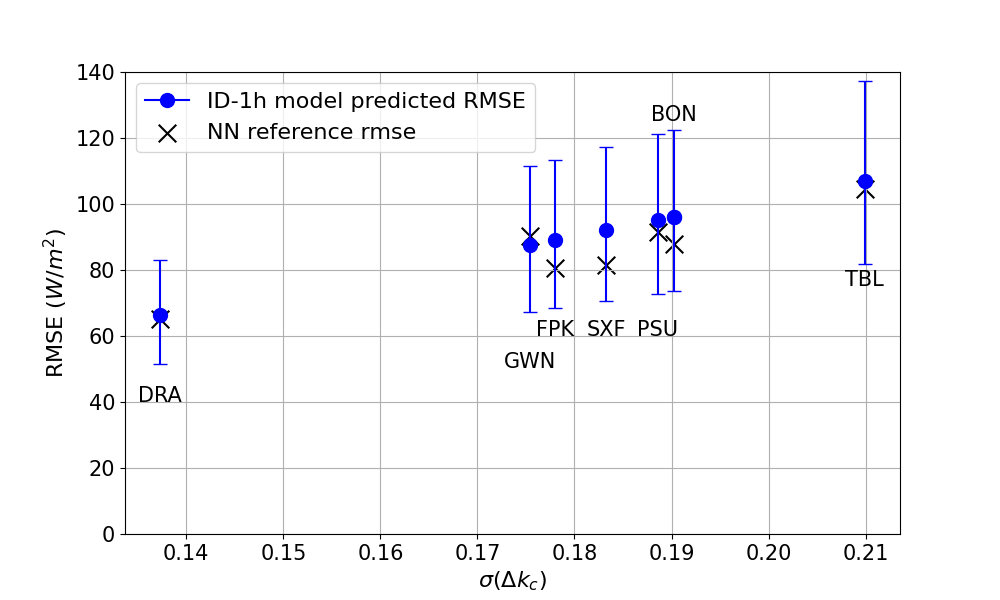 140
120
100
80
60
40
20
0
RMSE (W/m²)
ID-1h model predicted RMSE
NN reference rmse
BON
TBL
FPK SXF PSU
GWN
DRA
0.14 0.15 0.16 0.17 0.18 0.19 0.20 0.21
σ(Δk_c)